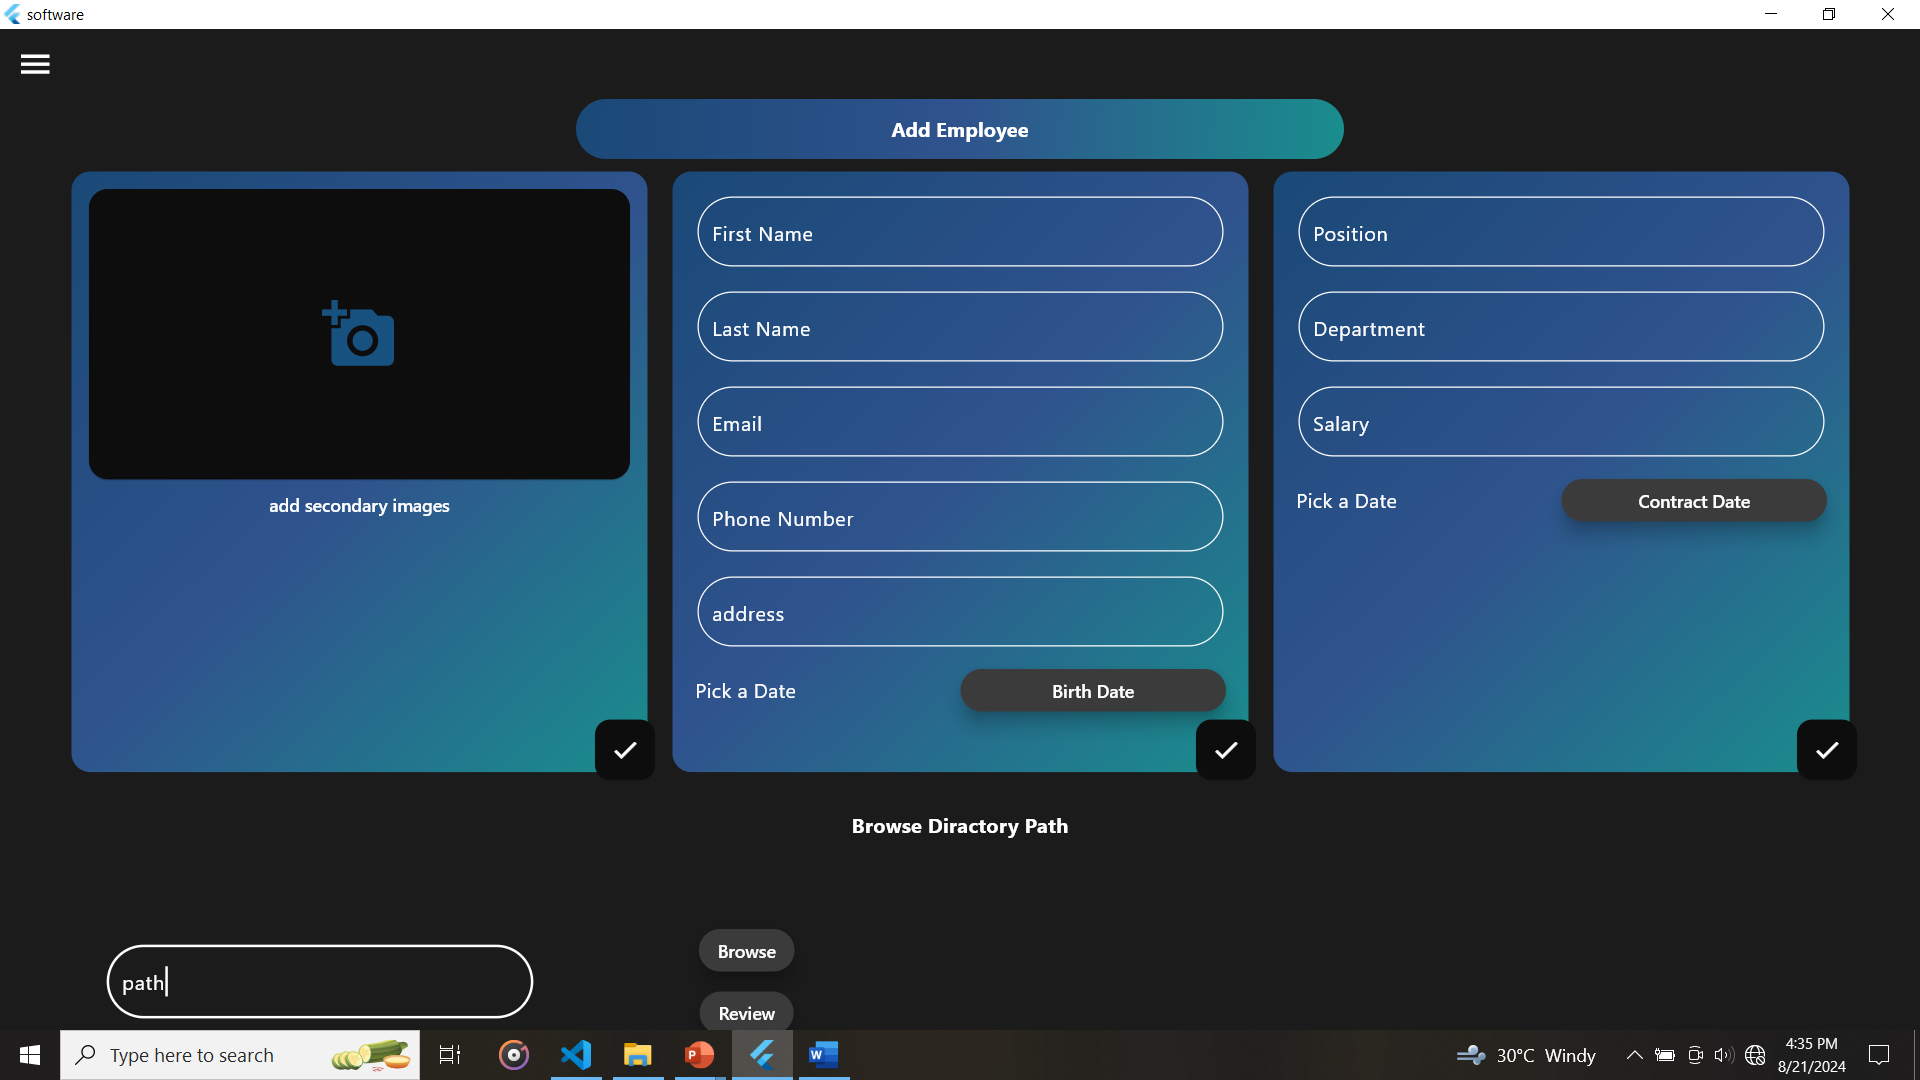 software
Add Employee
add secondary images
First Name
Last Name
Email
Phone Number
address
Pick a Date
Birth Date
Position
Department
Salary
Pick a Date
Contract Date
Browse Diractory Path
path
Browse
Review
Type here to search
P
W
30°C Windy
4:35 PM
8/21/2024